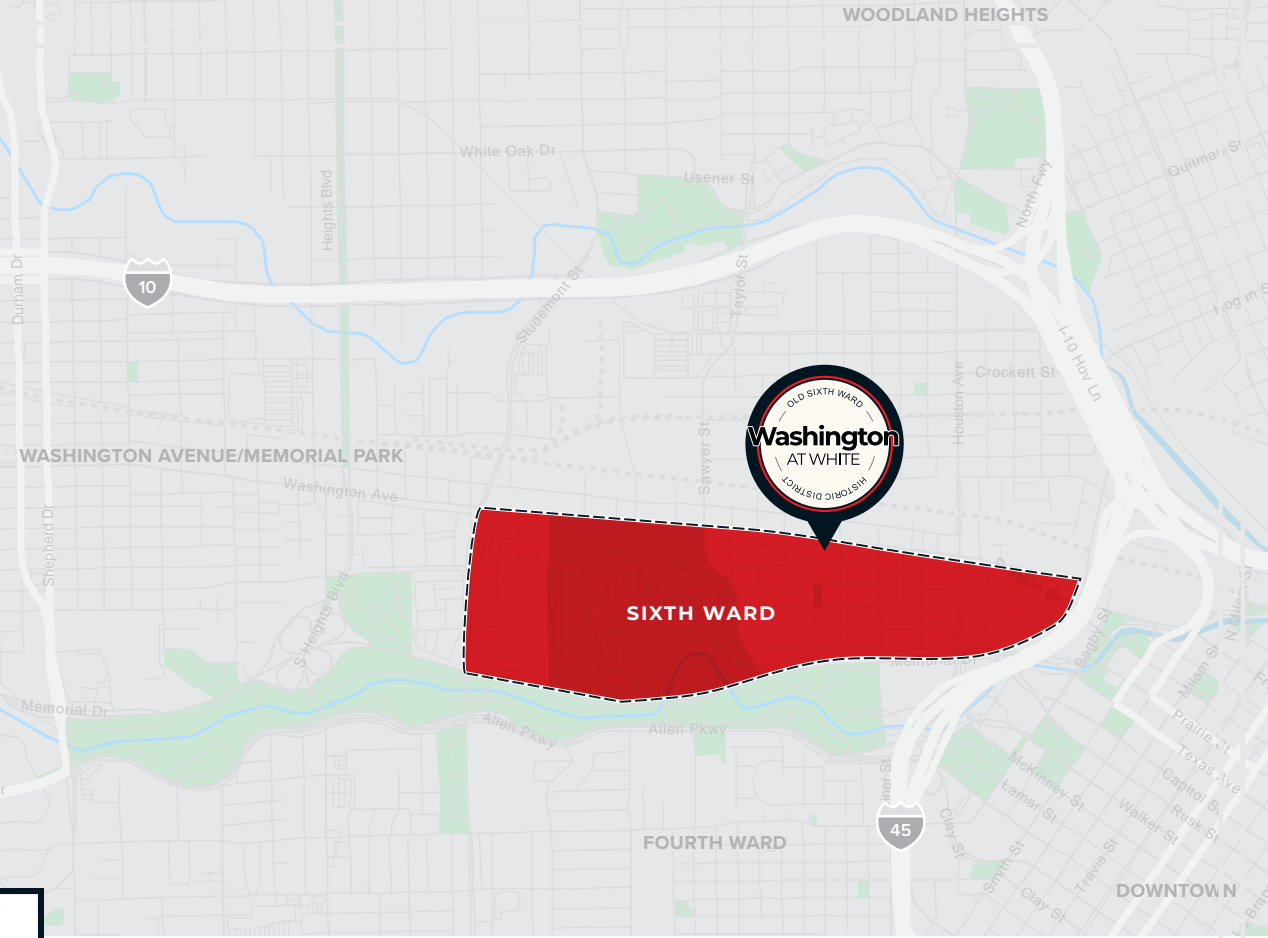 WOODLAND HEIGHTS
White Oak Dr
Usener St
Quitman St
North Fwy
Heights Blvd
Durham Dr
10
Studemont St
Taylor St
I-10 Hov Ln
Crockett St
Houston Ave
OLD SIXTH WARD
Washington
AT WHITE
HISTORIC DISTRICT
Sawyer St
WASHINGTON AVENUE/MEMORIAL PARK
Washington Ave
Shepherd Dr
S Heights Blvd
SIXTH WARD
Memorial Dr
Bagby St
Milam St
Memorial Dr
Allen Pkwy
Allen Pkwy
Prairie St
Texas Ave
McKinney St
Capitol S
Lamar St
Walker St
Rusk St
45
Clay St
FOURTH WARD
Smith St
Travis St
Clay St
DOWNTOWN